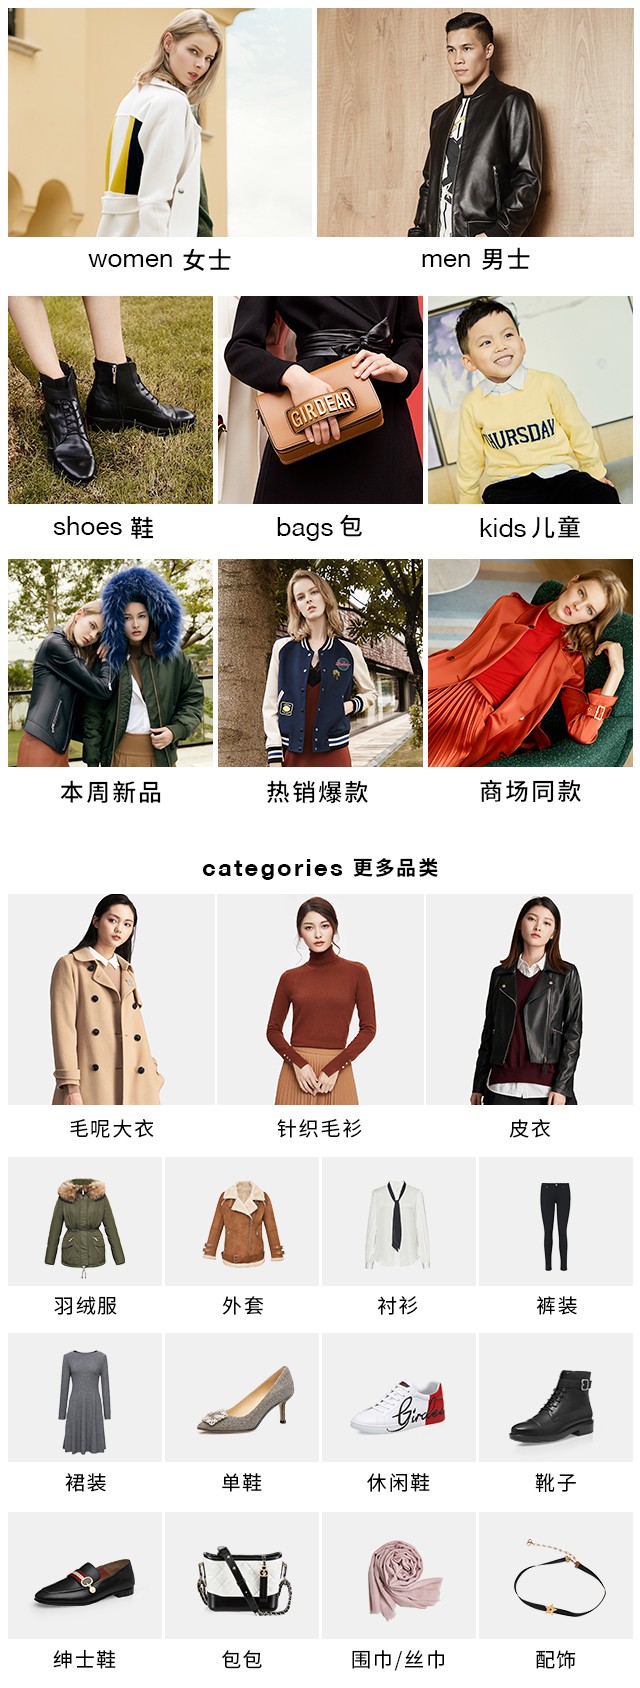 women 女士
men 男士
GIRDEAR
HURSDAY
shoes 鞋
bags 包
kids 儿童
本周新品
热销爆款
商场同款
categories 更多品类
毛呢大衣
针织毛衫
皮衣
羽绒服
外套
衬衫
裤装
裙装
单鞋
Girdear
休闲鞋
靴子
绅士鞋
包包
围巾/丝巾
配饰